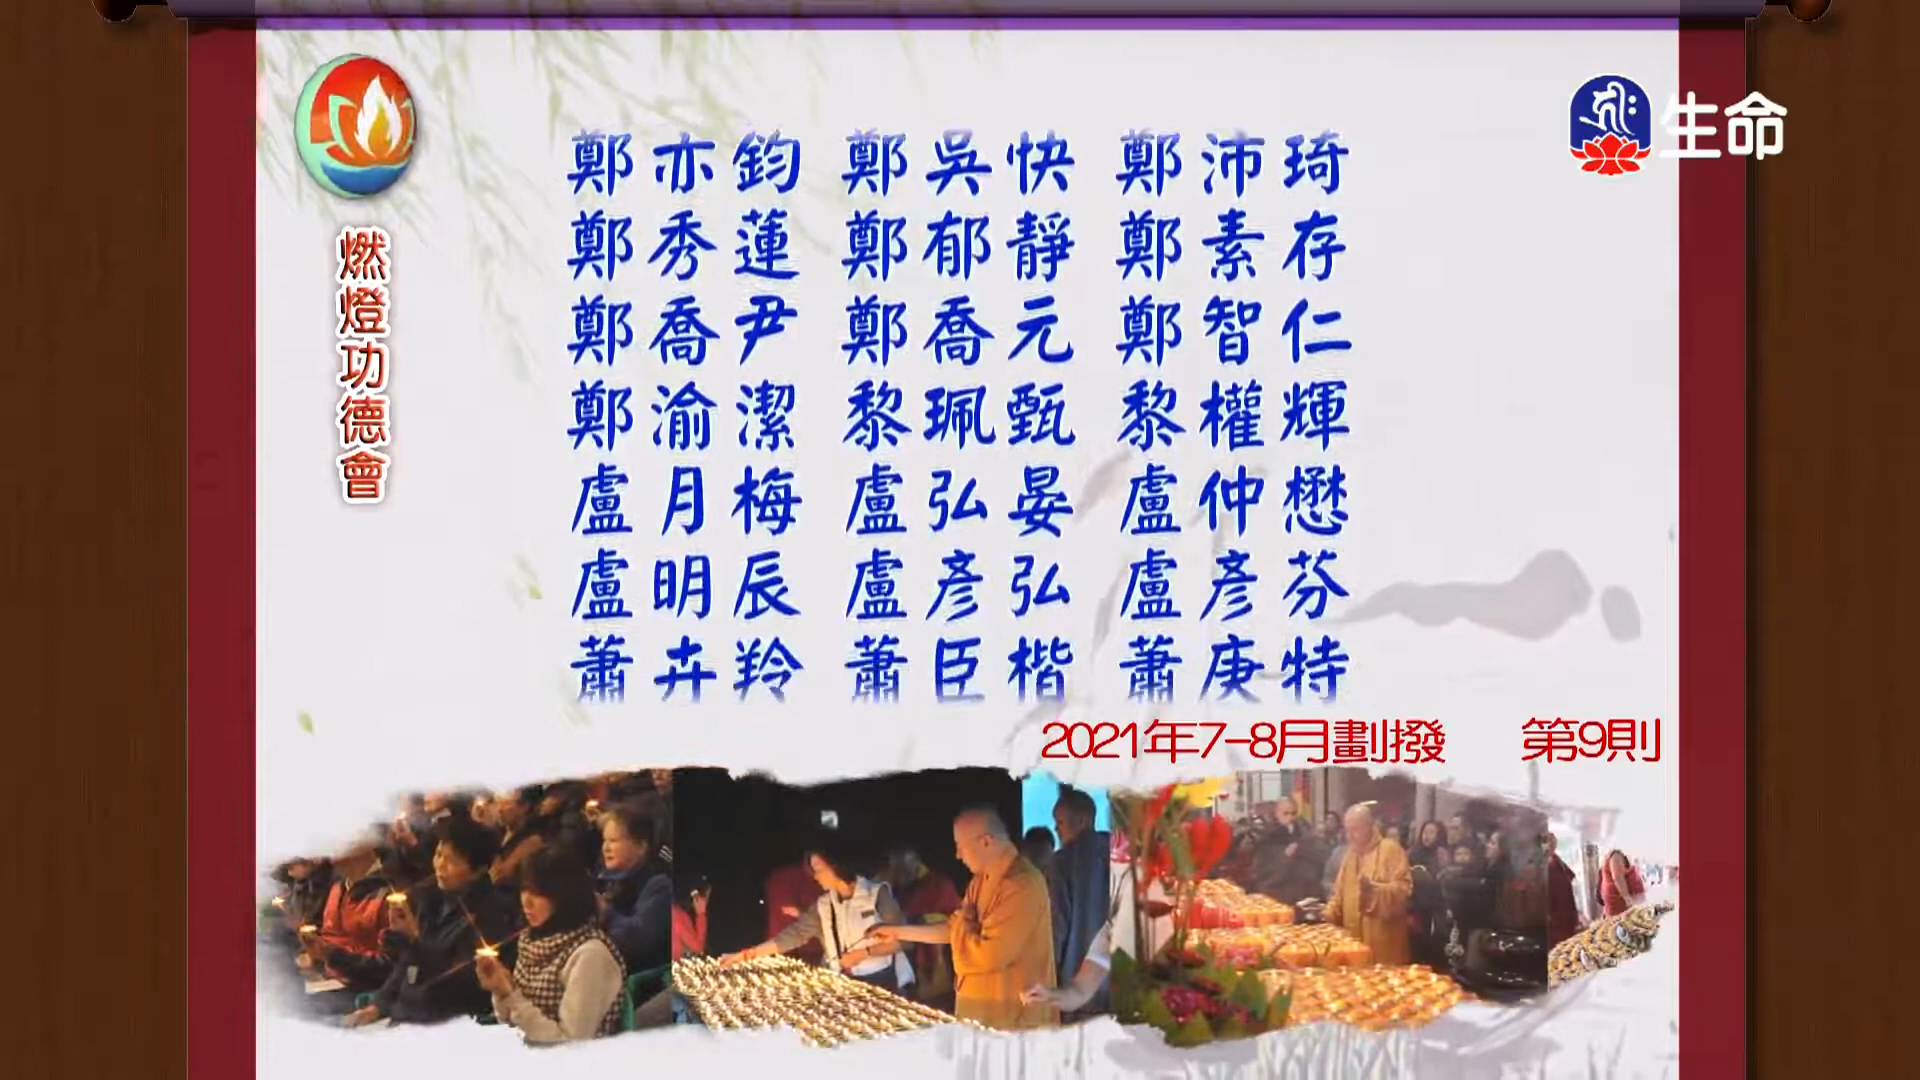 生命
燃燈功德會
鄭亦鈞 鄭吳快 鄭沛琦
鄭秀蓮 鄭郁靜 鄭素存
鄭喬尹 鄭喬元 鄭智仁
鄭渝潔 黎珮甄 黎權輝
盧月梅 盧弘晏 盧仲懋
盧明辰 盧彥弘 盧彥芬
蕭卉羚 蕭臣楷 蕭庚特
2021年7-8月劃撥 第9則